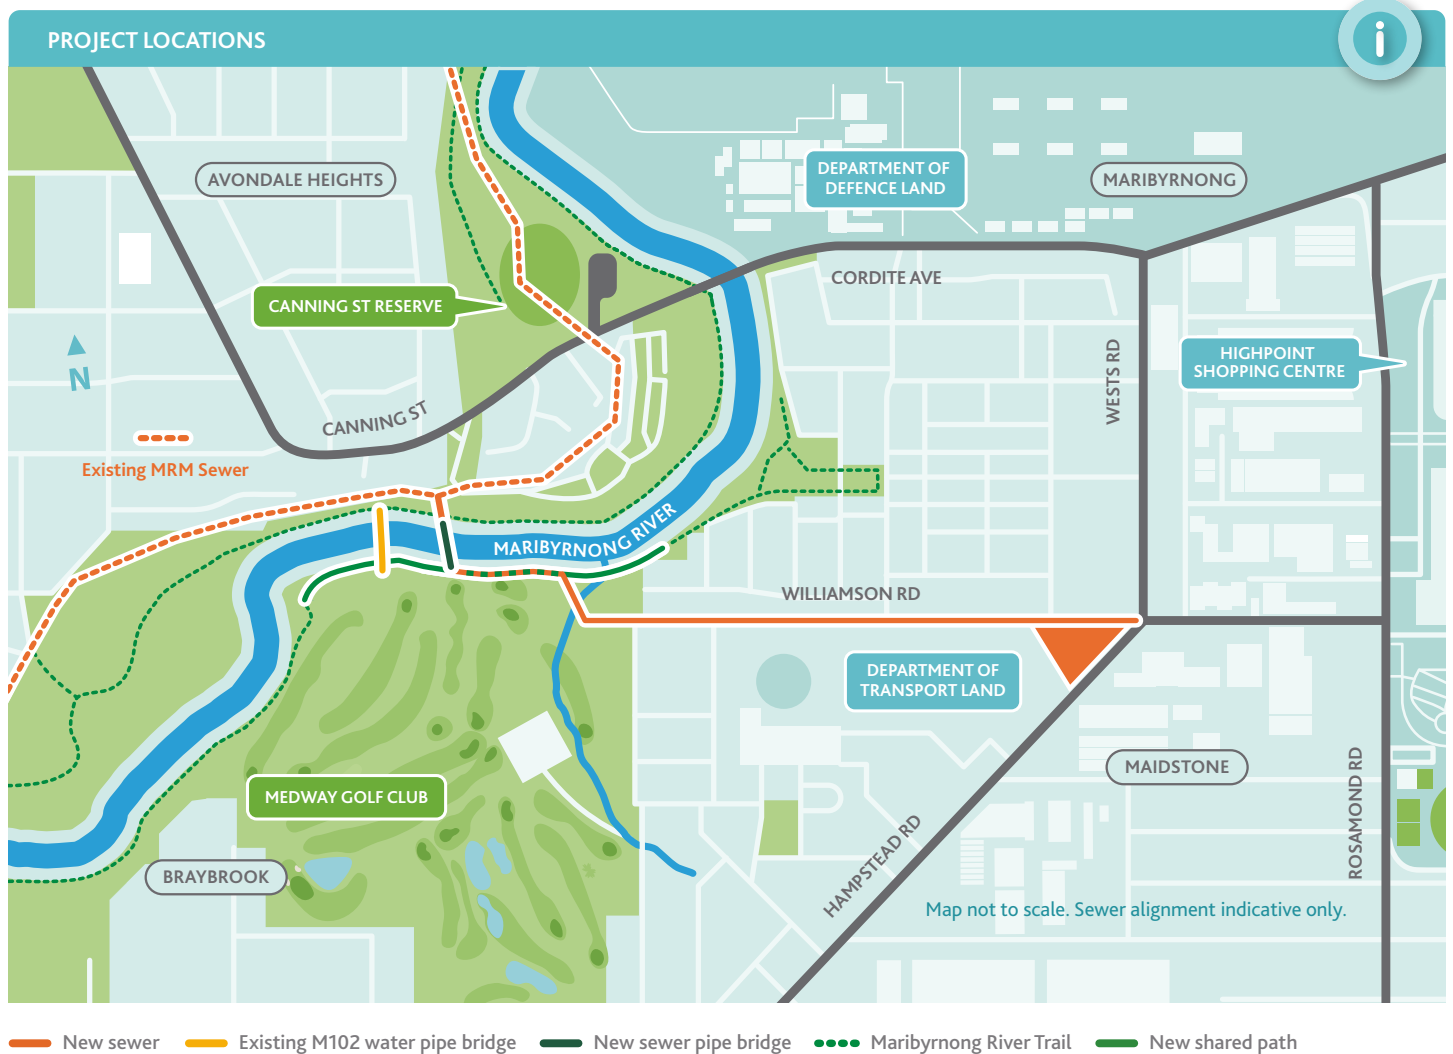 PROJECT LOCATIONS
i
AVONDALE HEIGHTS
DEPARTMENT OF
DEFENCE LAND
MARIBYRNONG
CORDITE AVE
CANNING ST RESERVE
N
WESTS RD
HIGHPOINT
SHOPPING CENTRE
CANNING ST
Existing MRM Sewer
MARIBYRNONG RIVER
WILLIAMSON RD
DEPARTMENT OF
TRANSPORT LAND
MAIDSTONE
ROSAMOND RD
MEDWAY GOLF CLUB
HAMPSTEAD RD
BRAYBROOK
Map not to scale. Sewer alignment indicative only.
New sewer
Existing M102 water pipe bridge
New sewer pipe bridge
Maribyrnong River Trail
New shared path